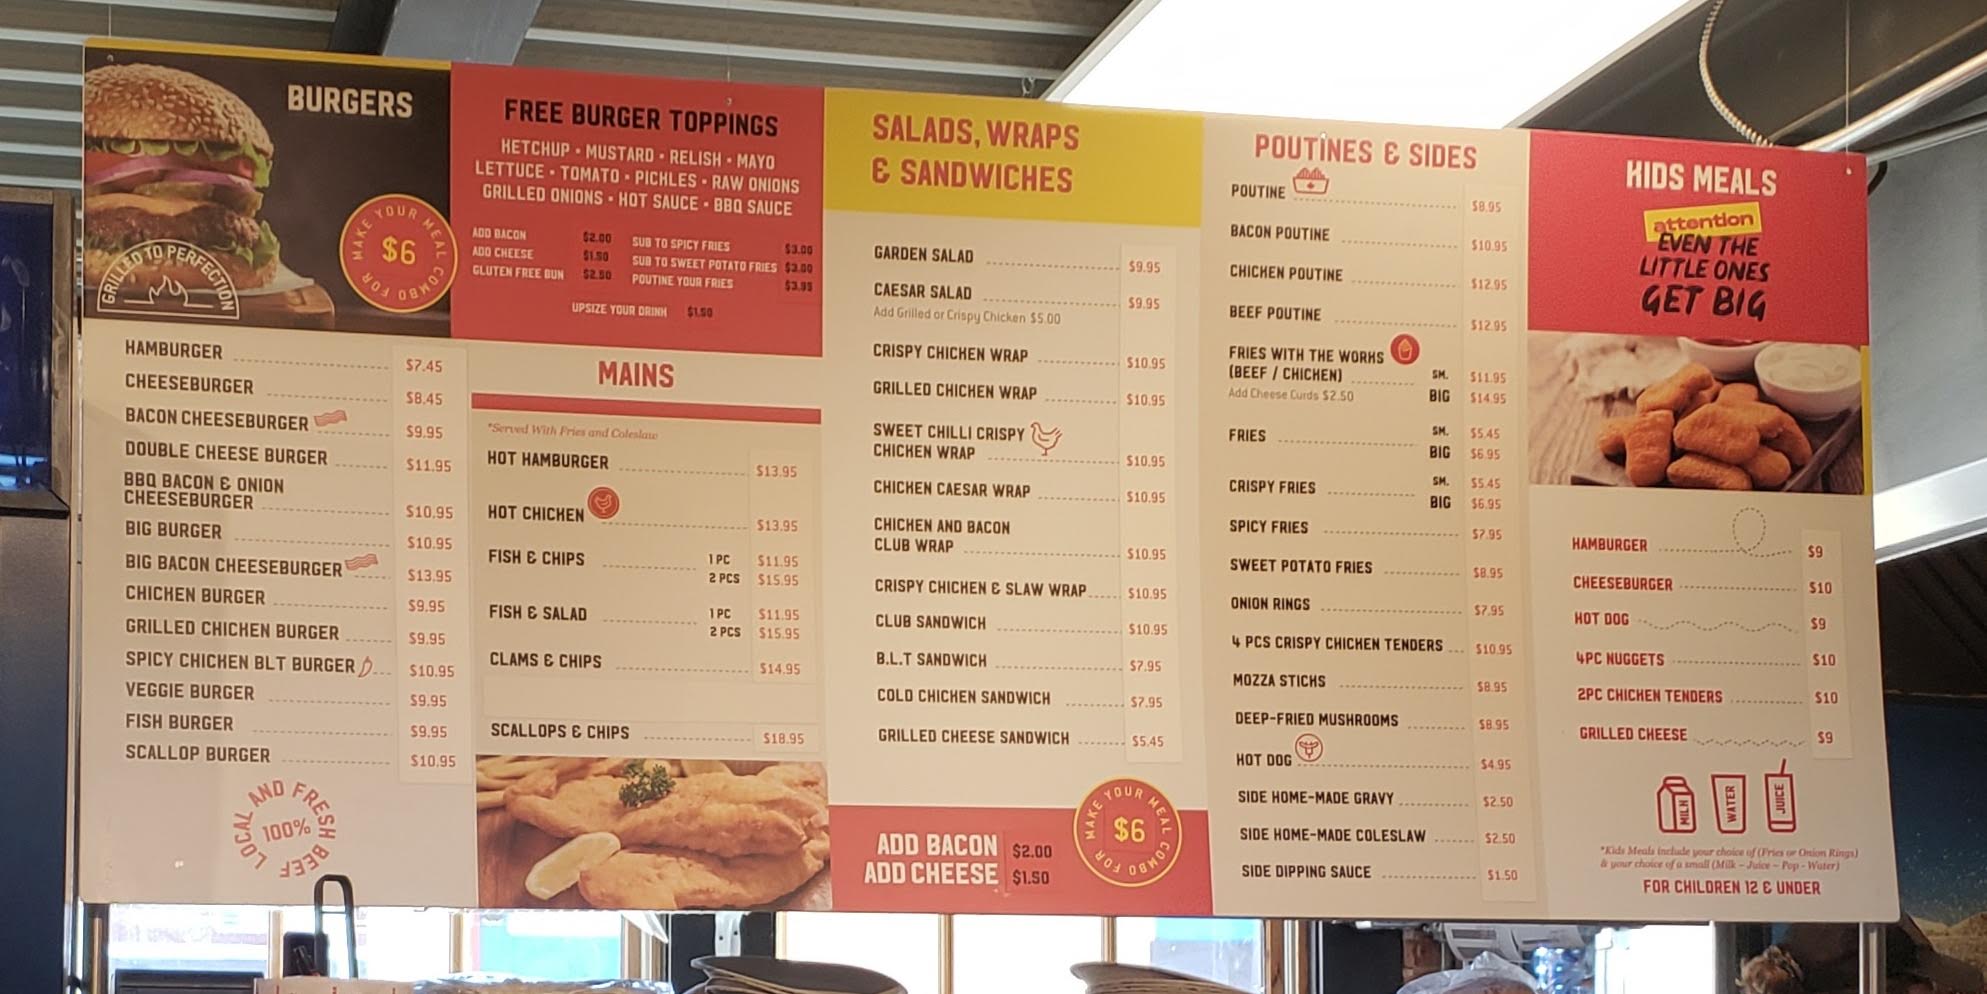 BURGERS
MAKE YOUR MEAL COMBO FOR
$6
GRILLED TO PERFECTION
HAMBURGER $7.45
CHEESEBURGER $8.45
BACON CHEESEBURGER $9.95
DOUBLE CHEESE BURGER $11.95
BBQ BACON & ONION
CHEESEBURGER $10.95
BIG BURGER $10.95
BIG BACON CHEESEBURGER $13.95
CHICKEN BURGER $9.95
GRILLED CHICKEN BURGER $9.95
SPICY CHICKEN BLT BURGER $10.95
VEGGIE BURGER $9.95
FISH BURGER $9.95
SCALLOP BURGER $10.95
LOCAL AND FRESH BEEF
100%
FREE BURGER TOPPINGS
KETCHUP • MUSTARD • RELISH • MAYO
LETTUCE • TOMATO • PICKLES • RAW ONIONS
GRILLED ONIONS • HOT SAUCE • BBQ SAUCE
ADD BACON $2.00
ADD CHEESE $1.50
GLUTEN FREE BUN $2.50
SUB TO SPICY FRIES $3.00
SUB TO SWEET POTATO FRIES $3.00
POUTINE YOUR FRIES $3.95
UPSIZE YOUR DRINK $1.50
MAINS
*Served With Fries and Coleslaw
HOT HAMBURGER $13.95
HOT CHICKEN $13.95
FISH & CHIPS 1 PC $11.95
2 PCS $15.95
FISH & SALAD 1 PC $11.95
2 PCS $15.95
CLAMS & CHIPS $14.95
SCALLOPS & CHIPS $18.95
SALADS, WRAPS
& SANDWICHES
GARDEN SALAD $9.95
CAESAR SALAD $9.95
Add Grilled or Crispy Chicken $5.00
CRISPY CHICKEN WRAP $10.95
GRILLED CHICKEN WRAP $10.95
SWEET CHILLI CRISPY
CHICKEN WRAP $10.95
CHICKEN CAESAR WRAP $10.95
CHICKEN AND BACON
CLUB WRAP $10.95
CRISPY CHICKEN & SLAW WRAP $10.95
CLUB SANDWICH $10.95
B.L.T SANDWICH $7.95
COLD CHICKEN SANDWICH $7.95
GRILLED CHEESE SANDWICH $5.45
ADD BACON $2.00
ADD CHEESE $1.50
MAKE YOUR MEAL COMBO FOR
$6
POUTINES & SIDES
POUTINE $8.95
BACON POUTINE $10.95
CHICKEN POUTINE $12.95
BEEF POUTINE $12.95
FRIES WITH THE WORKS
(BEEF / CHICKEN) SM. $11.95
Add Cheese Curds $2.50 BIG $14.95
FRIES SM. $5.45
BIG $6.95
CRISPY FRIES SM. $5.45
BIG $6.95
SPICY FRIES $7.95
SWEET POTATO FRIES $8.95
ONION RINGS $7.95
4 PCS CRISPY CHICKEN TENDERS $10.95
MOZZA STICKS $8.95
DEEP-FRIED MUSHROOMS $8.95
HOT DOG $4.95
SIDE HOME-MADE GRAVY $2.50
SIDE HOME-MADE COLESLAW $2.50
SIDE DIPPING SAUCE $1.50
KIDS MEALS
attention
EVEN THE
LITTLE ONES
GET BIG
HAMBURGER $9
CHEESEBURGER $10
HOT DOG $9
4PC NUGGETS $10
2PC CHICKEN TENDERS $10
GRILLED CHEESE $9
MILK WATER JUICE
*Kids Meals include your choice of (Fries or Onion Rings)
& your choice of a small (Milk – Juice – Pop - Water)
FOR CHILDREN 12 & UNDER